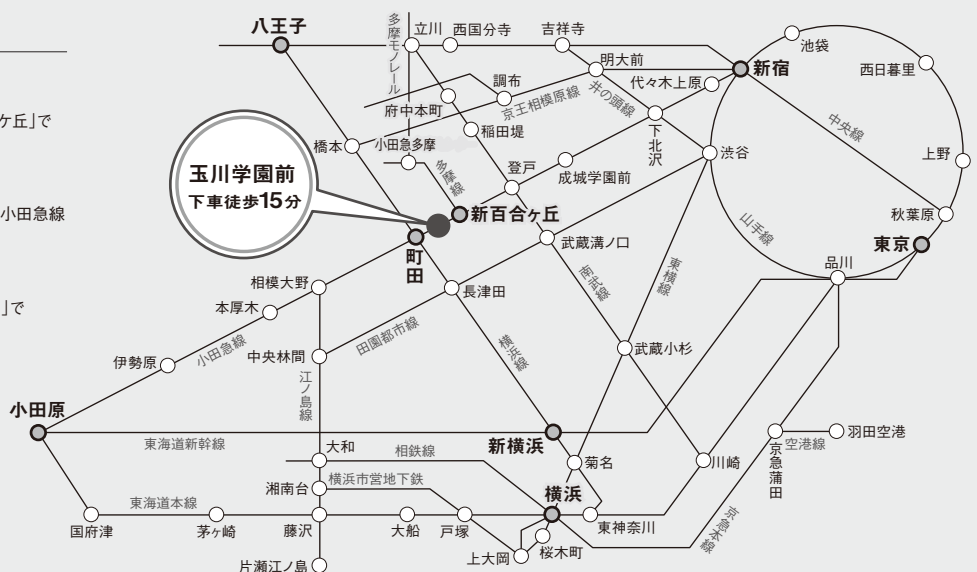 ケ丘」で
小田急線
」で
八王子
多摩モノレール
立川
西国分寺
吉祥寺
池袋
西日暮里
明大前
新宿
代々木上原
調布
京王相模原線
井の頭線
府中本町
中央線
稲田堤
下北沢
橋本
小田急多摩
渋谷
上野
多摩線
登戸
成城学園前
玉川学園前
下車徒歩15分
新百合ヶ丘
秋葉原
山手線
東京
町田
武蔵溝ノ口
品川
南武線
東横線
相模大野
長津田
本厚木
田園都市線
小田急線
横浜線
伊勢原
中央林間
武蔵小杉
江ノ島線
小田原
東海道新幹線
新横浜
羽田空港
空港線
京急蒲田
大和
相鉄線
菊名
川崎
湘南台
横浜市営地下鉄
横浜
東海道本線
国府津
茅ヶ崎
藤沢
大船
戸塚
東神奈川
京急本線
上大岡
桜木町
片瀬江ノ島